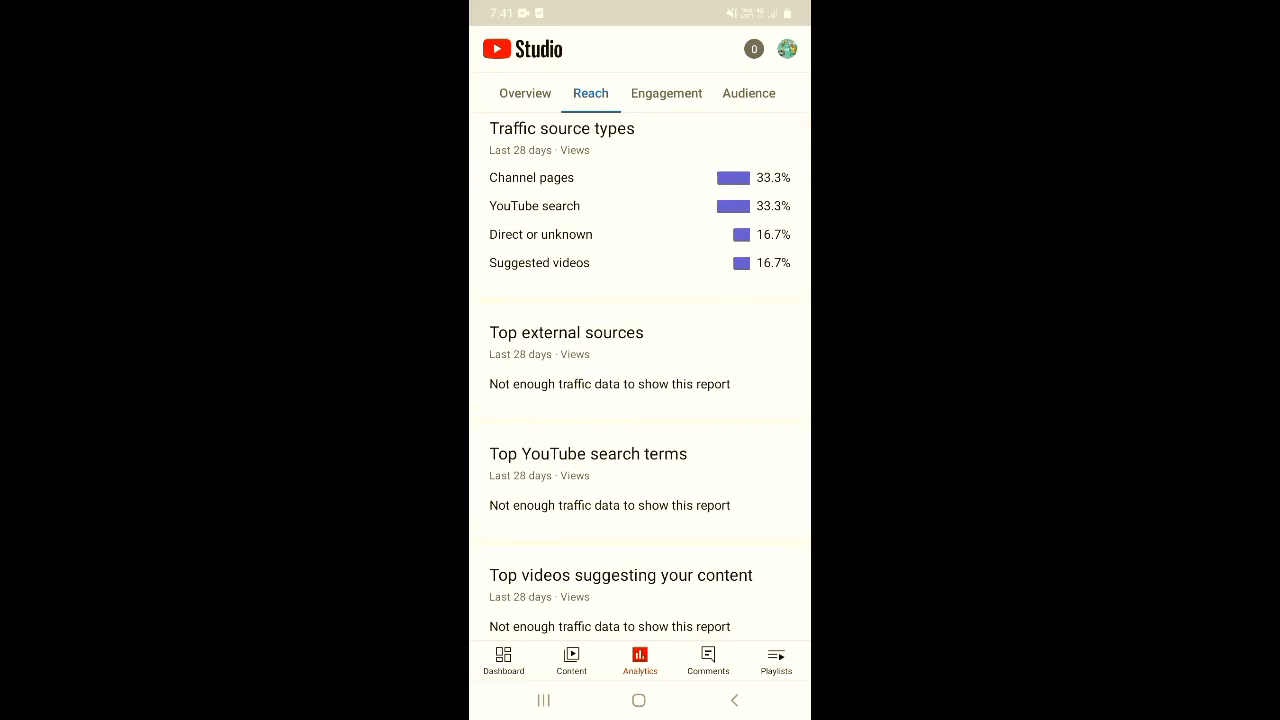 7:41
Studio
0
Overview Reach Engagement Audience
Traffic source types
Last 28 days · Views
Channel pages 33.3%
YouTube search 33.3%
Direct or unknown 16.7%
Suggested videos 16.7%
Top external sources
Last 28 days · Views
Not enough traffic data to show this report
Top YouTube search terms
Last 28 days · Views
Not enough traffic data to show this report
Top videos suggesting your content
Last 28 days · Views
Not enough traffic data to show this report
Dashboard Content Analytics Comments Playlists